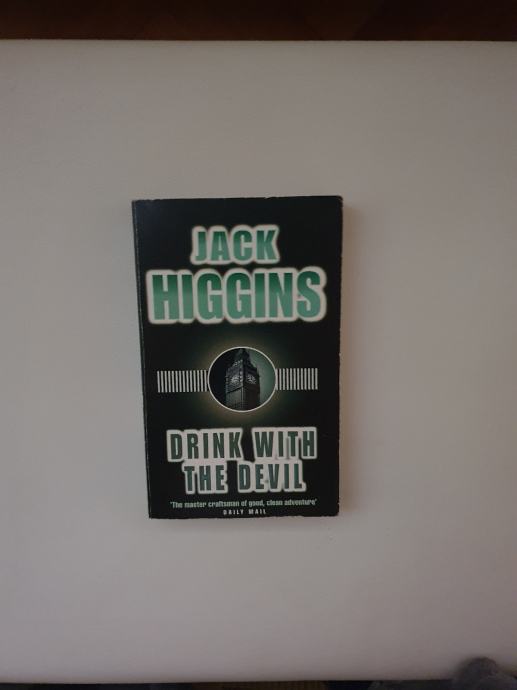 JACK
HIGGINS
DRINK WITH
THE DEVIL
'The master craftsman of good, clean adventure'
DAILY MAIL